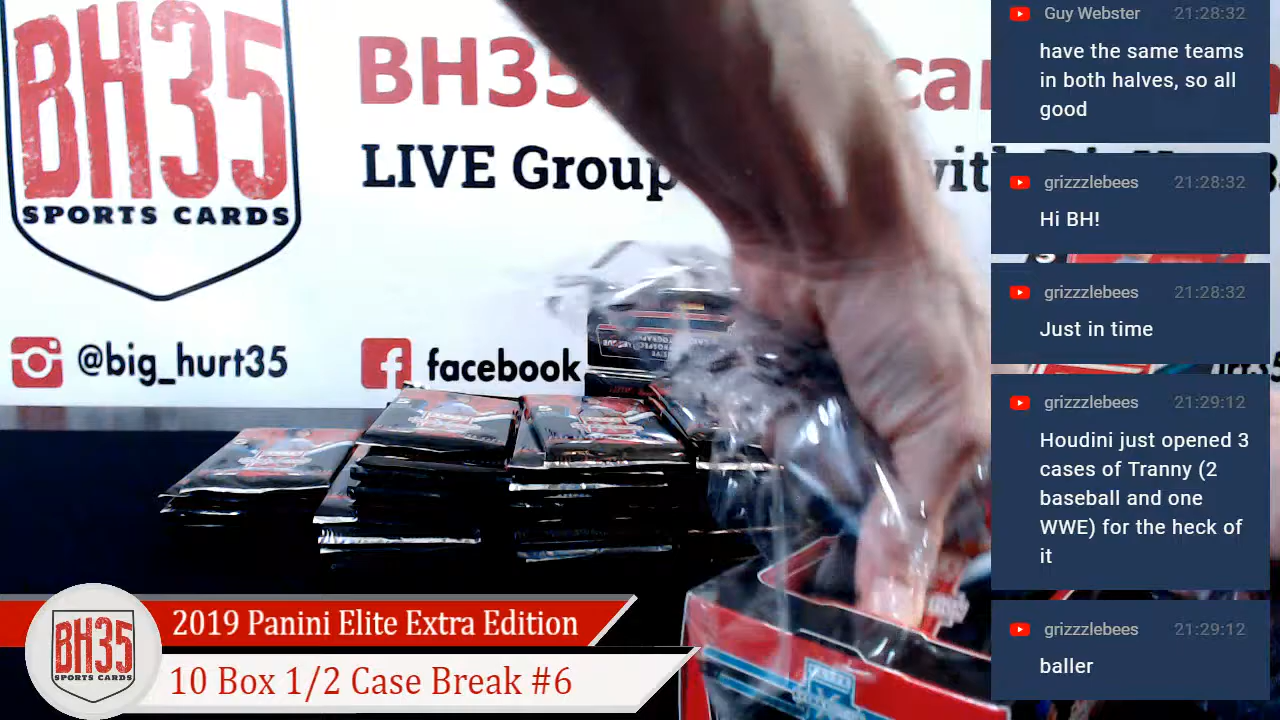 BH35
SPORTS CARDS
BH35
LIVE Group
@big_hurt35
facebook
BH35
SPORTS CARDS
2019 Panini Elite Extra Edition
10 Box 1/2 Case Break #6
Guy Webster 21:28:32
have the same teams
in both halves, so all
good
grizzzlebees 21:28:32
Hi BH!
grizzzlebees 21:28:32
Just in time
grizzzlebees 21:29:12
Houdini just opened 3
cases of Tranny (2
baseball and one
WWE) for the heck of
it
grizzzlebees 21:29:12
baller